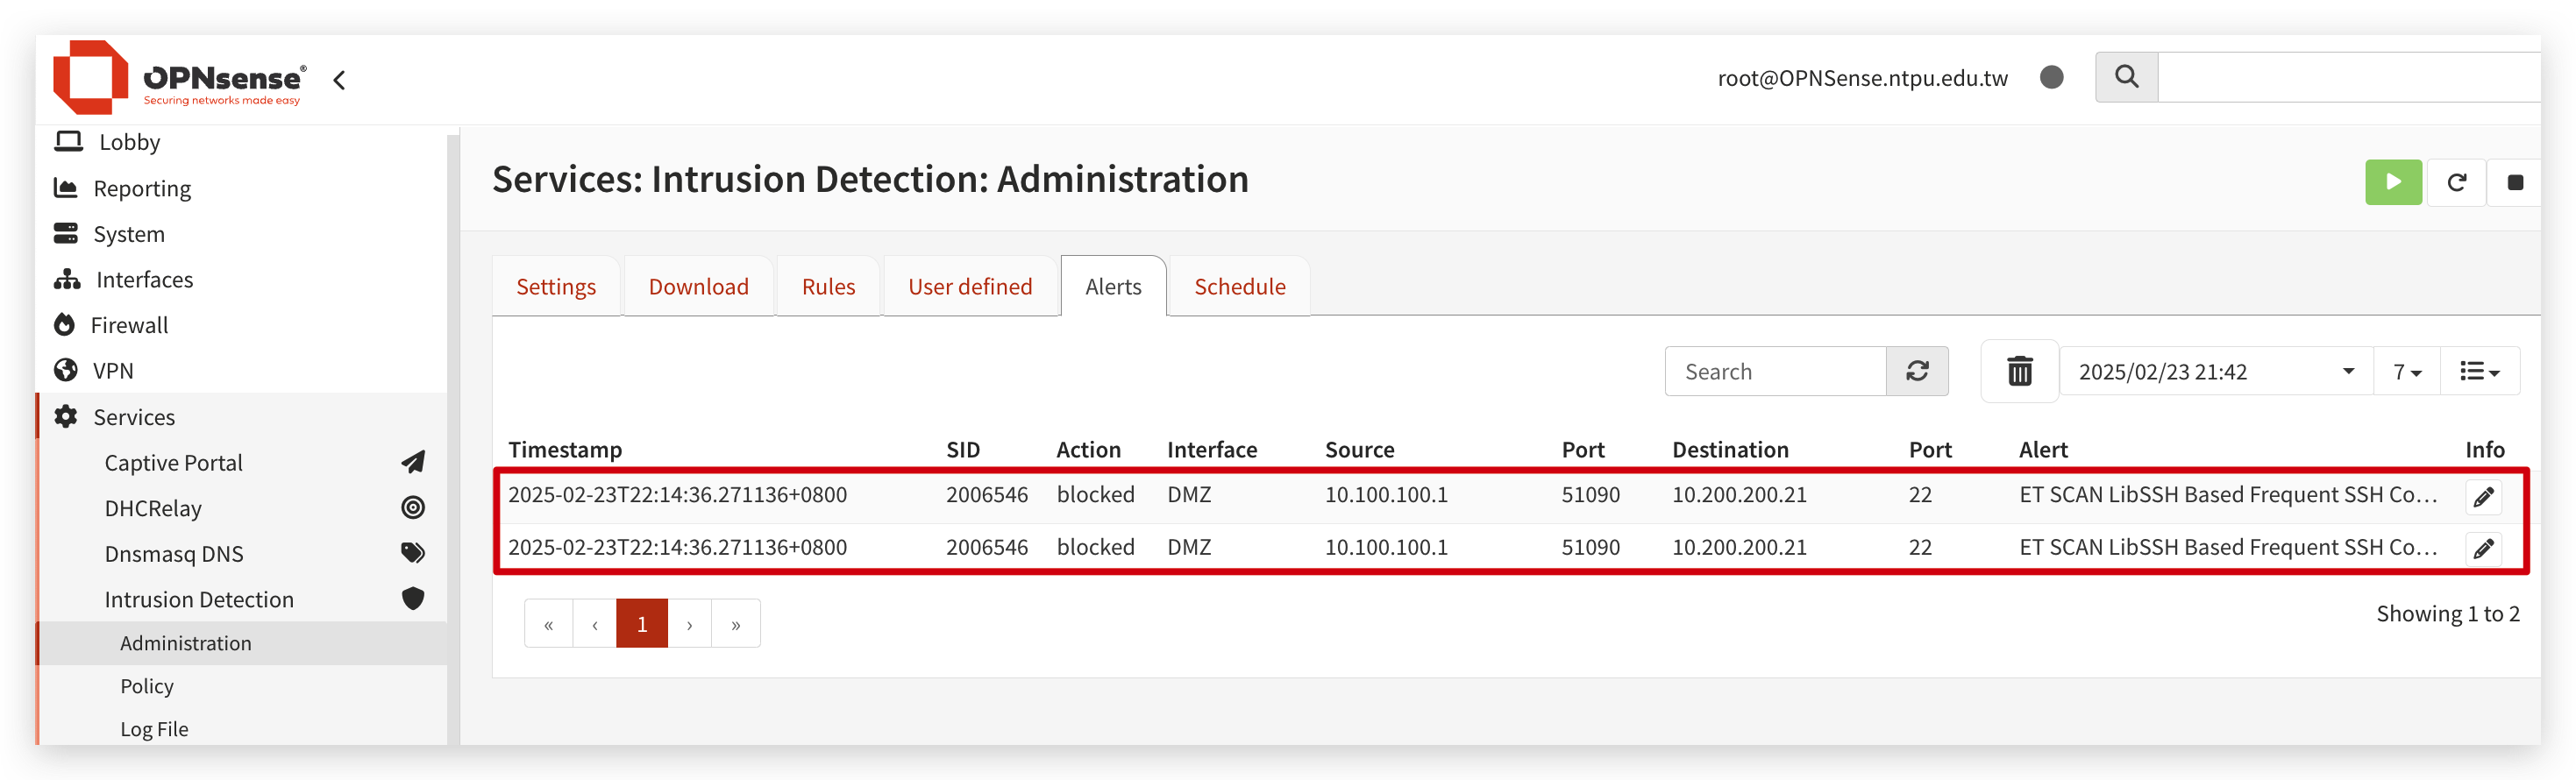 OPNsense®
Securing networks made easy
root@OPNSense.ntpu.edu.tw
Lobby
Reporting
System
Interfaces
Firewall
VPN
Services
Captive Portal
DHCRelay
Dnsmasq DNS
Intrusion Detection
Administration
Policy
Log File
Services: Intrusion Detection: Administration
Settings Download Rules User defined Alerts Schedule
Search 2025/02/23 21:42 7
Timestamp SID Action Interface Source Port Destination Port Alert Info
2025-02-23T22:14:36.271136+0800 2006546 blocked DMZ 10.100.100.1 51090 10.200.200.21 22 ET SCAN LibSSH Based Frequent SSH Co...
2025-02-23T22:14:36.271136+0800 2006546 blocked DMZ 10.100.100.1 51090 10.200.200.21 22 ET SCAN LibSSH Based Frequent SSH Co...
« ‹ 1 › »
Showing 1 to 2